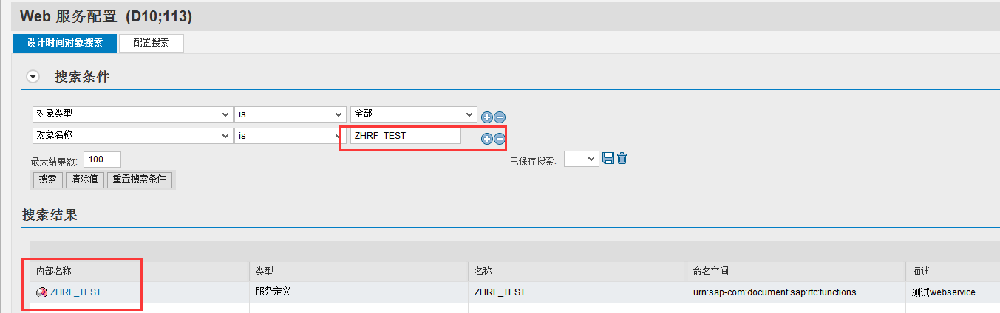 Web 服务配置 (D10;113)
设计时间对象搜索 配置搜索
搜索条件
对象类型 is 全部
对象名称 is ZHRF_TEST
最大结果数: 100 已保存搜索:
搜索 清除值 重置搜索条件
搜索结果
内部名称 类型 名称 命名空间 描述
ZHRF_TEST 服务定义 ZHRF_TEST urn:sap-com:document:sap:rfc:functions 测试webservice